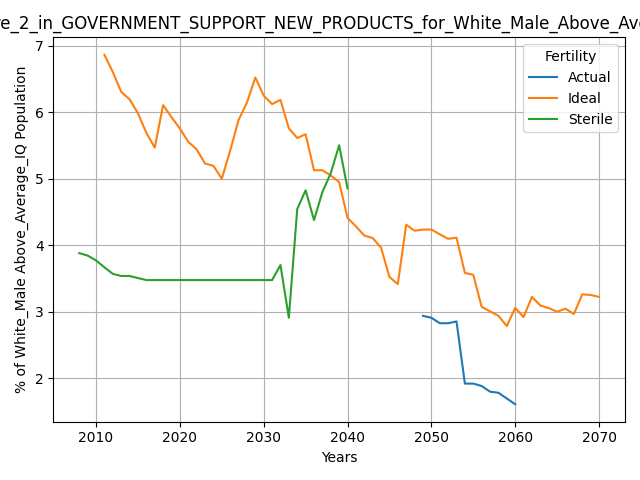 re_2_in_GOVERNMENT_SUPPORT_NEW_PRODUCTS_for_White_Male_Above_Ave
% of White_Male Above_Average_IQ Population
7
6
5
4
3
2
Fertility
Actual
Ideal
Sterile
2010 2020 2030 2040 2050 2060 2070
Years